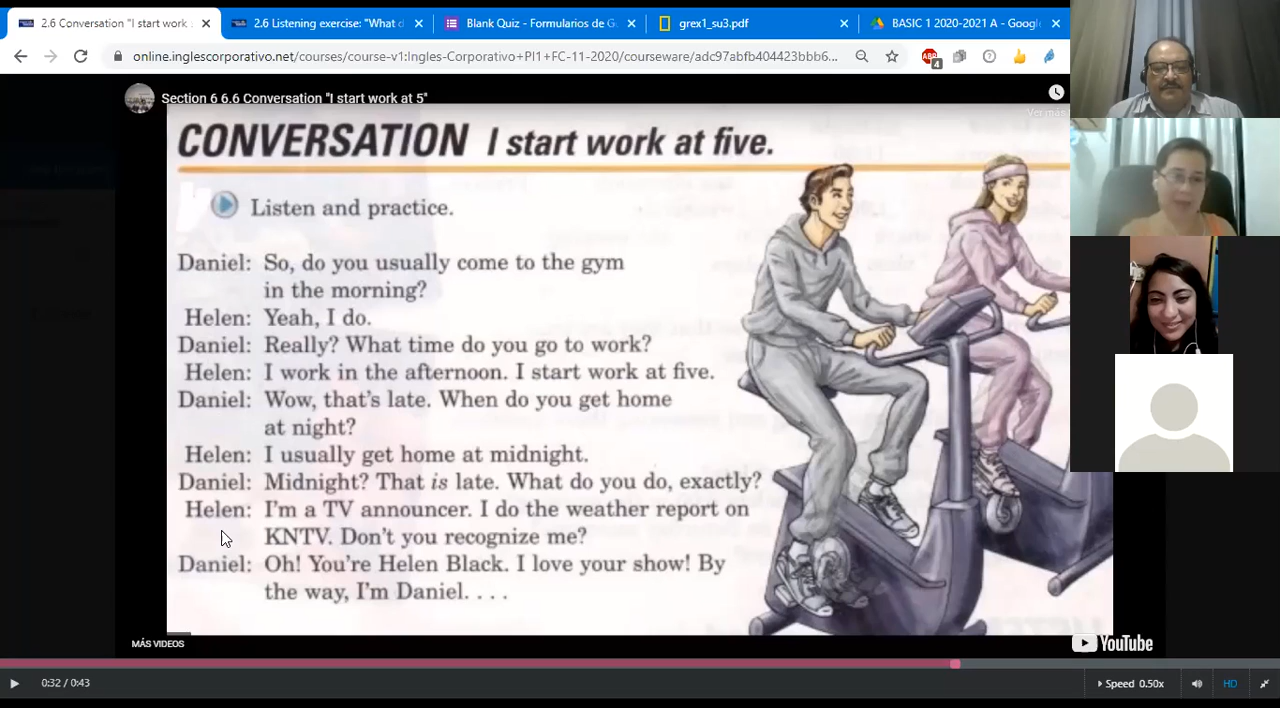 2.6 Conversation "I start work
2.6 Listening exercise: "What d
Blank Quiz - Formularios de G
grex1_su3.pdf
BASIC 1 2020-2021 A - Google
online.inglescorporativo.net/courses/course-v1:Ingles-Corporativo+PI1+FC-11-2020/courseware/adc97abfb404423bbb6...
ABP
4
Section 6 6.6 Conversation "I start work at 5"
Ver más
CONVERSATION I start work at five.
Listen and practice.
Daniel: So, do you usually come to the gym
in the morning?
Helen: Yeah, I do.
Daniel: Really? What time do you go to work?
Helen: I work in the afternoon. I start work at five.
Daniel: Wow, that's late. When do you get home
at night?
Helen: I usually get home at midnight.
Daniel: Midnight? That is late. What do you do, exactly?
Helen: I'm a TV announcer. I do the weather report on
KNTV. Don't you recognize me?
Daniel: Oh! You're Helen Black. I love your show! By
the way, I'm Daniel. . . .
MÁS VIDEOS
YouTube
0:32 / 0:43
Speed 0.50x
HD